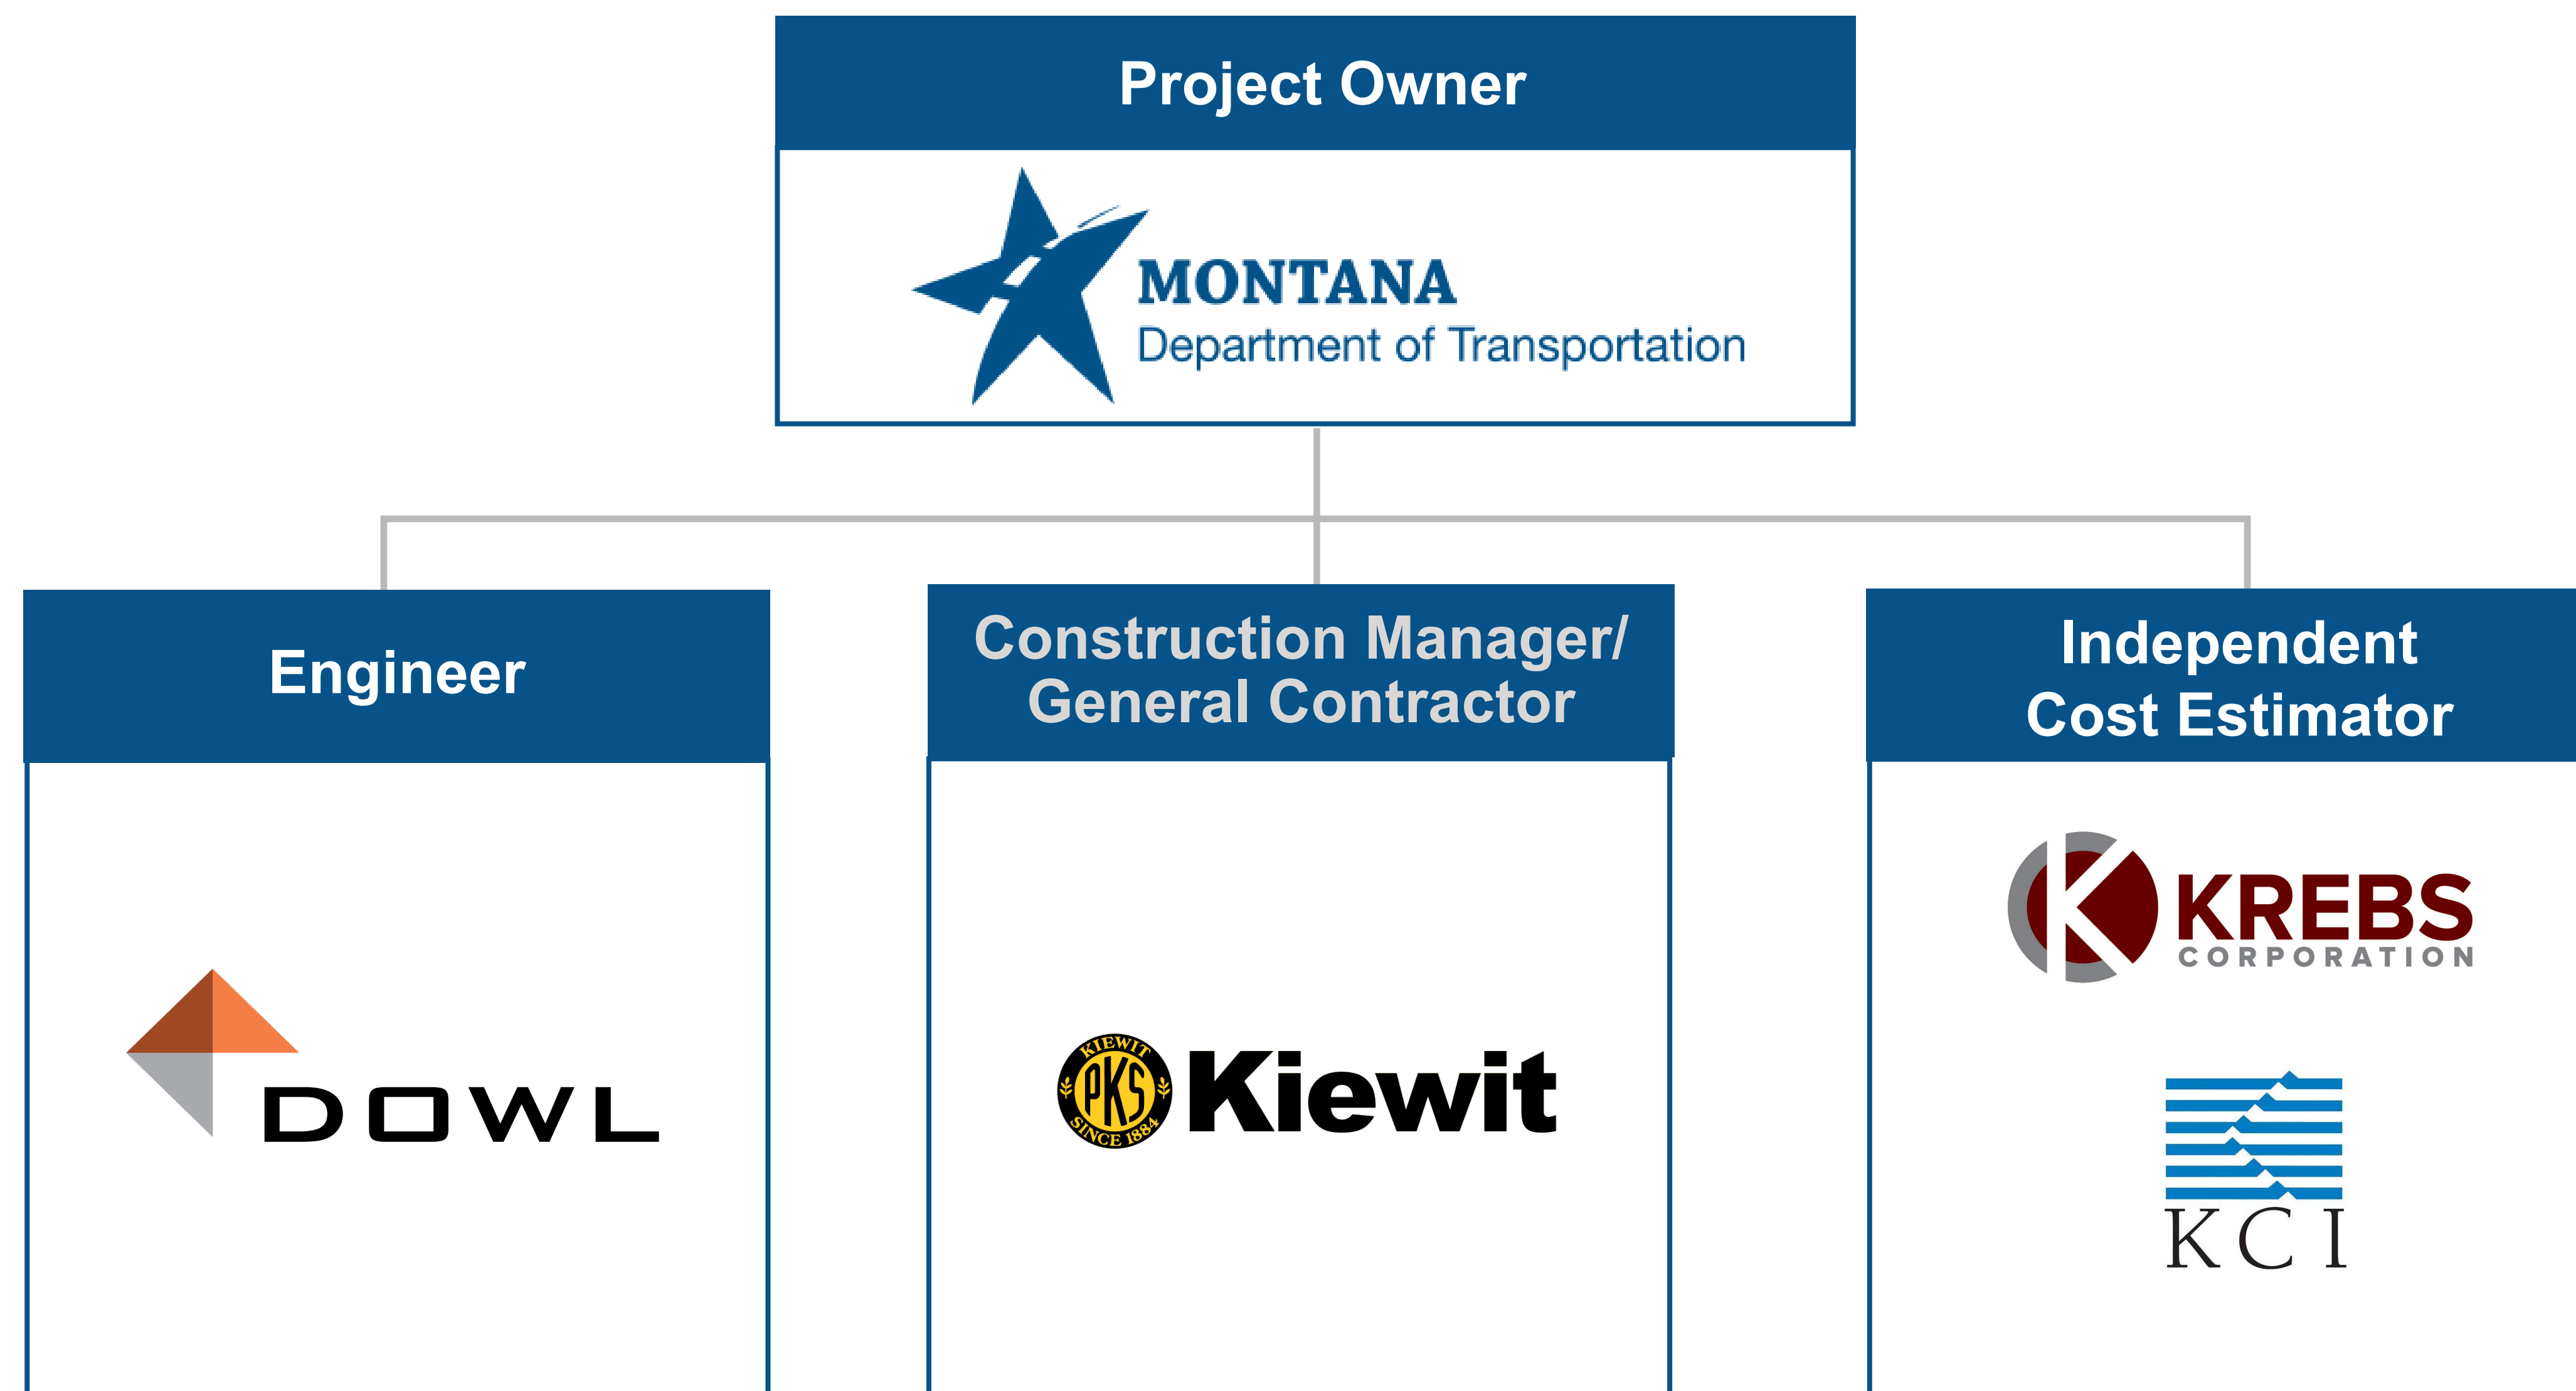 Project Owner
MONTANA
Department of Transportation
Engineer
Construction Manager/
General Contractor
Independent
Cost Estimator
DOWL
KIEWIT
PKS
SINCE 1884
Kiewit
KREBS
CORPORATION
KCI